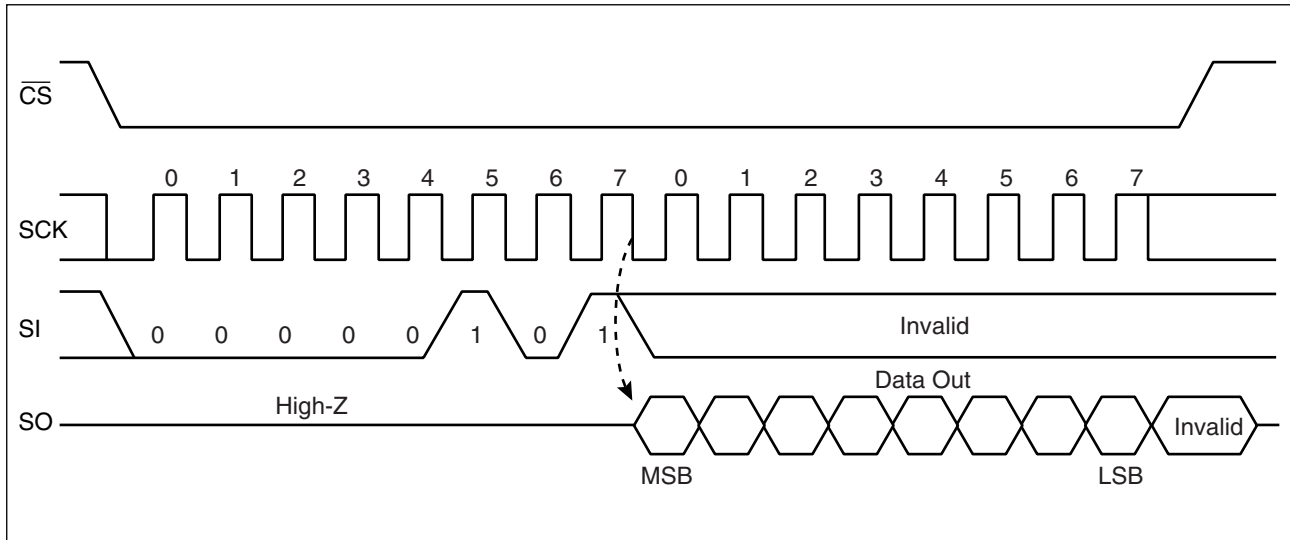 C̅S̅
0 1 2 3 4 5 6 7 0 1 2 3 4 5 6 7
SCK
SI
0 0 0 0 0 1 0 1
Invalid
Data Out
High-Z
SO
Invalid
MSB
LSB